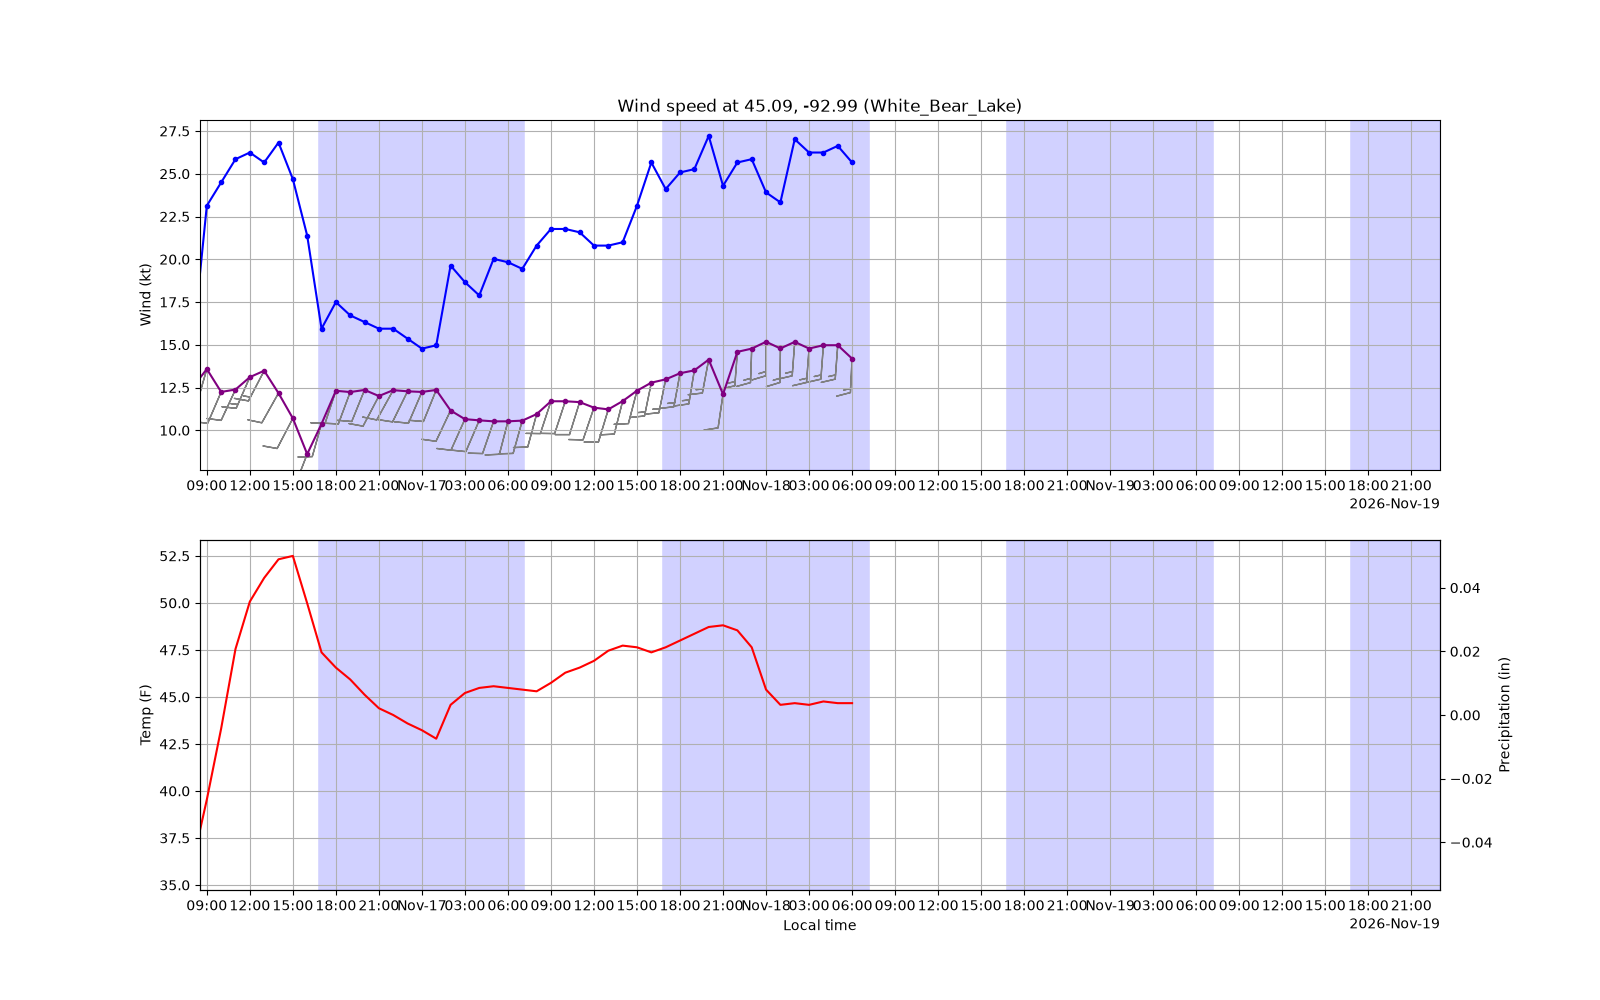 Wind speed at 45.09, -92.99 (White_Bear_Lake)
27.5
25.0
22.5
20.0
17.5
15.0
12.5
10.0
Wind (kt)
09:00 12:00 15:00 18:00 21:00 Nov-17 03:00 06:00 09:00 12:00 15:00 18:00 21:00 Nov-18 03:00 06:00 09:00 12:00 15:00 18:00 21:00 Nov-19 03:00 06:00 09:00 12:00 15:00 18:00 21:00
2026-Nov-19
52.5
50.0
47.5
45.0
42.5
40.0
37.5
35.0
Temp (F)
0.04
0.02
0.00
−0.02
−0.04
Precipitation (in)
09:00 12:00 15:00 18:00 21:00 Nov-17 03:00 06:00 09:00 12:00 15:00 18:00 21:00 Nov-18 03:00 06:00 09:00 12:00 15:00 18:00 21:00 Nov-19 03:00 06:00 09:00 12:00 15:00 18:00 21:00
Local time
2026-Nov-19